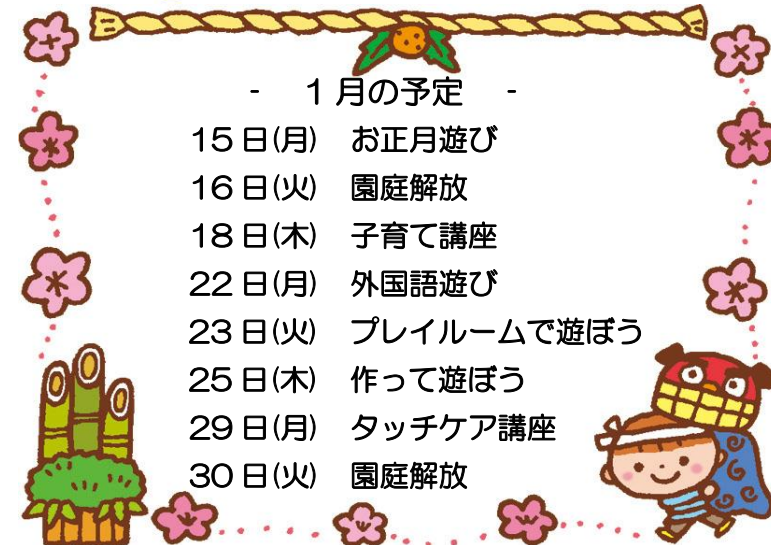 - 1月の予定 -
15日(月) お正月遊び
16日(火) 園庭解放
18日(木) 子育て講座
22日(月) 外国語遊び
23日(火) プレイルームで遊ぼう
25日(木) 作って遊ぼう
29日(月) タッチケア講座
30日(火) 園庭解放